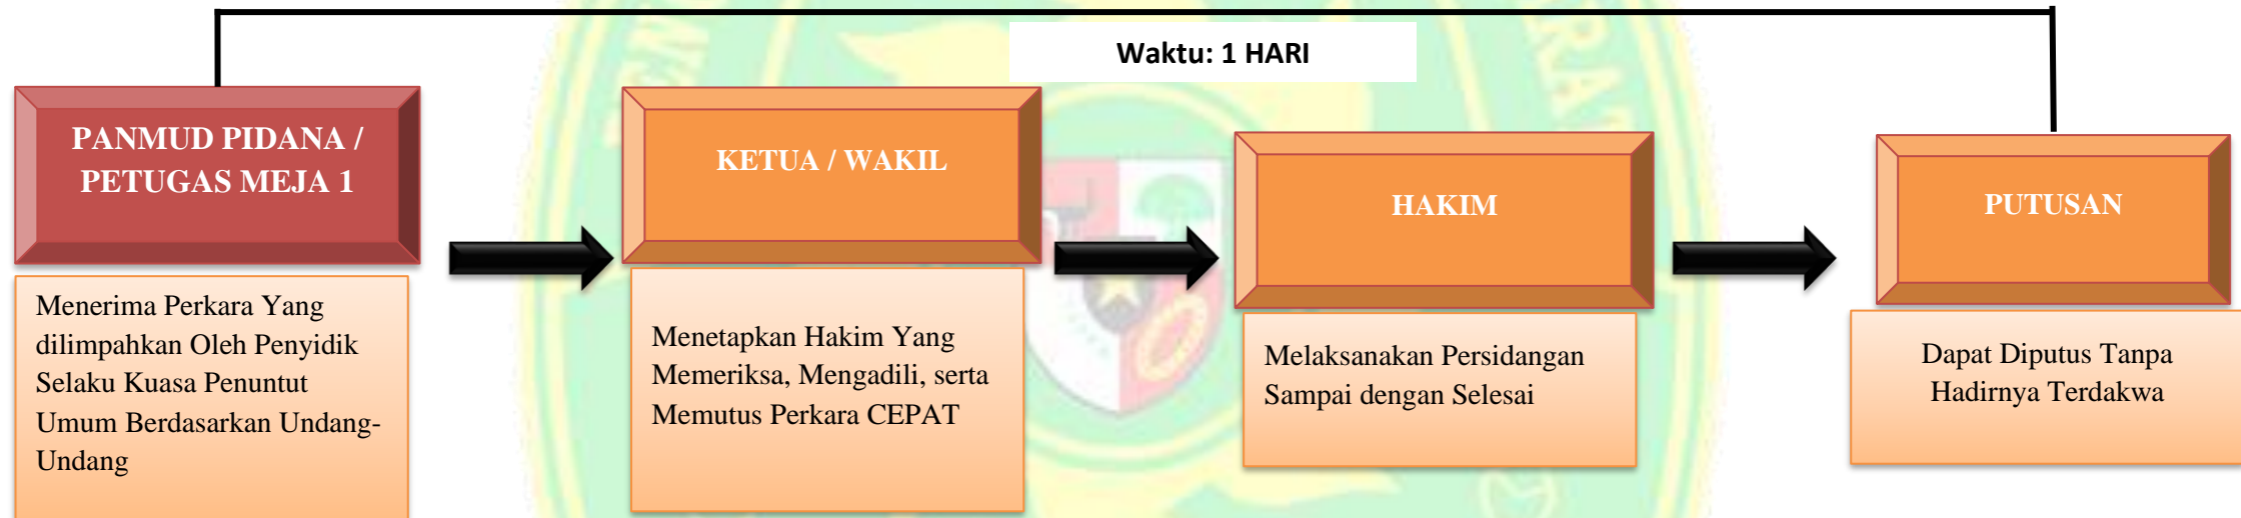 Waktu: 1 HARI
PANMUD PIDANA /
PETUGAS MEJA 1
Menerima Perkara Yang
dilimpahkan Oleh Penyidik
Selaku Kuasa Penuntut
Umum Berdasarkan Undang-
Undang
KETUA / WAKIL
Menetapkan Hakim Yang
Memeriksa, Mengadili, serta
Memutus Perkara CEPAT
HAKIM
Melaksanakan Persidangan
Sampai dengan Selesai
PUTUSAN
Dapat Diputus Tanpa
Hadirnya Terdakwa